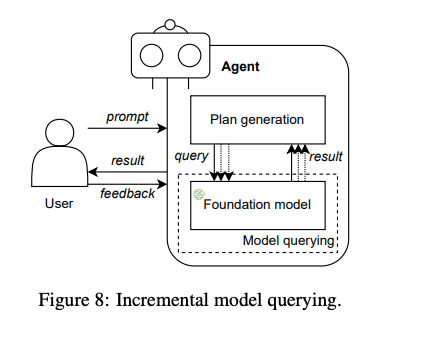 Agent
prompt
Plan generation
result
query
result
feedback
User
Foundation model
Model querying
Figure 8: Incremental model querying.